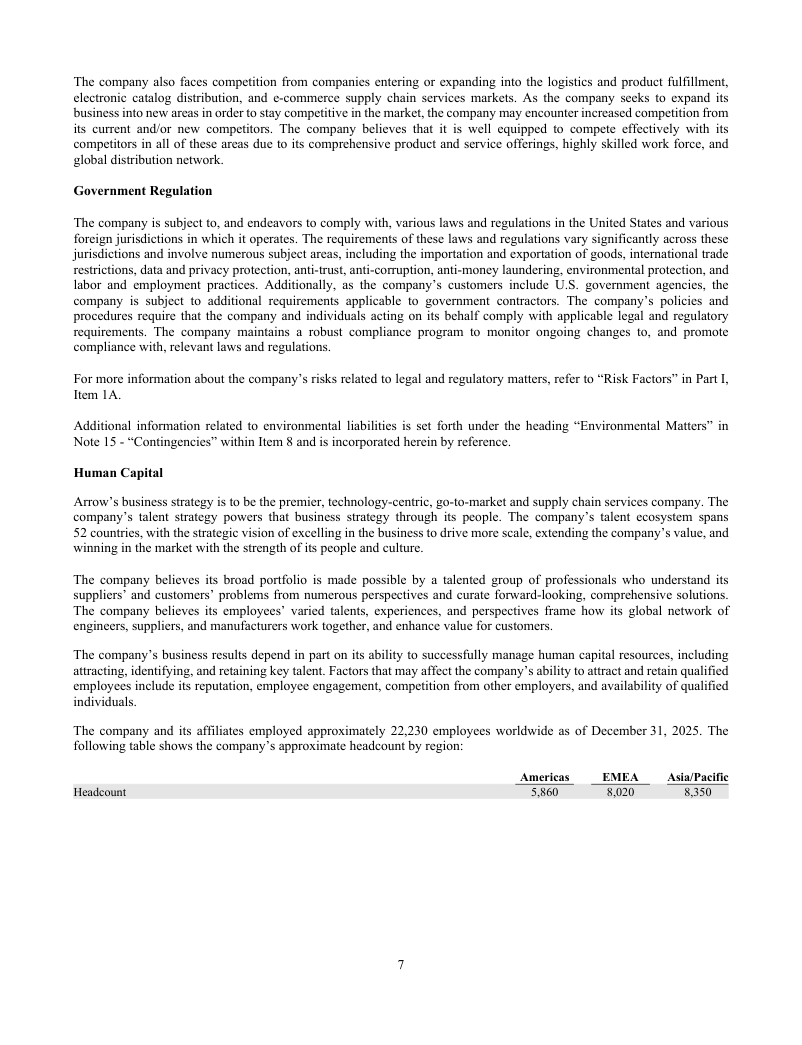 The company also faces competition from companies entering or expanding into the logistics and product fulfillment,
electronic catalog distribution, and e-commerce supply chain services markets. As the company seeks to expand its
business into new areas in order to stay competitive in the market, the company may encounter increased competition from
its current and/or new competitors. The company believes that it is well equipped to compete effectively with its
competitors in all of these areas due to its comprehensive product and service offerings, highly skilled work force, and
global distribution network.
Government Regulation
The company is subject to, and endeavors to comply with, various laws and regulations in the United States and various
foreign jurisdictions in which it operates. The requirements of these laws and regulations vary significantly across these
jurisdictions and involve numerous subject areas, including the importation and exportation of goods, international trade
restrictions, data and privacy protection, anti-trust, anti-corruption, anti-money laundering, environmental protection, and
labor and employment practices. Additionally, as the company’s customers include U.S. government agencies, the
company is subject to additional requirements applicable to government contractors. The company’s policies and
procedures require that the company and individuals acting on its behalf comply with applicable legal and regulatory
requirements. The company maintains a robust compliance program to monitor ongoing changes to, and promote
compliance with, relevant laws and regulations.
For more information about the company’s risks related to legal and regulatory matters, refer to “Risk Factors” in Part I,
Item 1A.
Additional information related to environmental liabilities is set forth under the heading “Environmental Matters” in
Note 15 - “Contingencies” within Item 8 and is incorporated herein by reference.
Human Capital
Arrow’s business strategy is to be the premier, technology-centric, go-to-market and supply chain services company. The
company’s talent strategy powers that business strategy through its people. The company’s talent ecosystem spans
52 countries, with the strategic vision of excelling in the business to drive more scale, extending the company’s value, and
winning in the market with the strength of its people and culture.
The company believes its broad portfolio is made possible by a talented group of professionals who understand its
suppliers’ and customers’ problems from numerous perspectives and curate forward-looking, comprehensive solutions.
The company believes its employees’ varied talents, experiences, and perspectives frame how its global network of
engineers, suppliers, and manufacturers work together, and enhance value for customers.
The company’s business results depend in part on its ability to successfully manage human capital resources, including
attracting, identifying, and retaining key talent. Factors that may affect the company’s ability to attract and retain qualified
employees include its reputation, employee engagement, competition from other employers, and availability of qualified
individuals.
The company and its affiliates employed approximately 22,230 employees worldwide as of December 31, 2025. The
following table shows the company’s approximate headcount by region:
Americas EMEA Asia/Pacific
Headcount 5,860 8,020 8,350
7